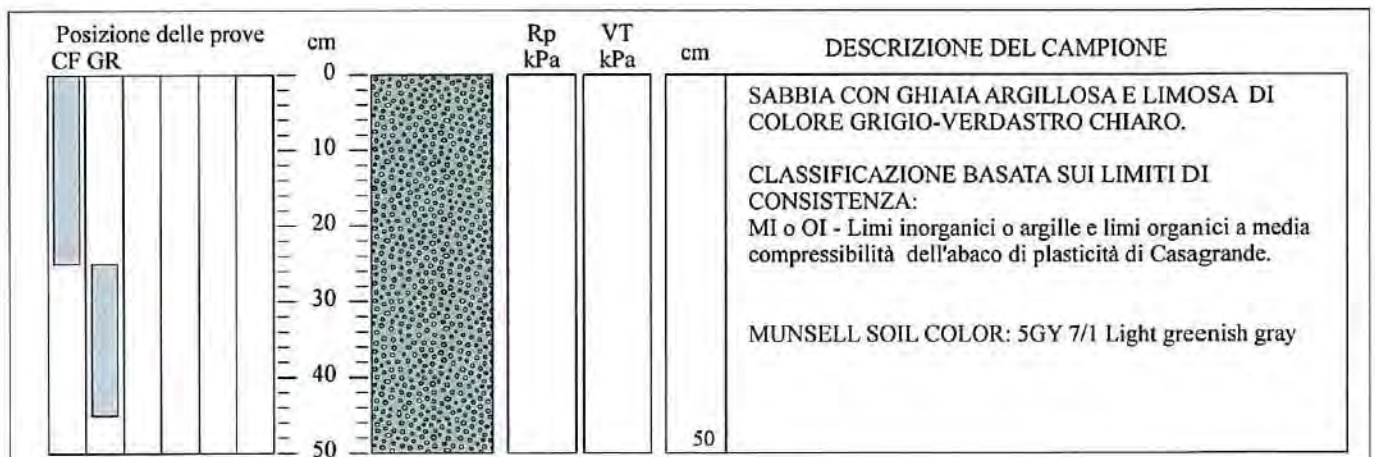 Posizione delle prove
CF GR
cm
Rp
kPa
VT
kPa
cm
DESCRIZIONE DEL CAMPIONE
0
10
20
30
40
50
50
SABBIA CON GHIAIA ARGILLOSA E LIMOSA DI
COLORE GRIGIO-VERDASTRO CHIARO.
CLASSIFICAZIONE BASATA SUI LIMITI DI
CONSISTENZA:
MI o OI - Limi inorganici o argille e limi organici a media
compressibilità dell'abaco di plasticità di Casagrande.
MUNSELL SOIL COLOR: 5GY 7/1 Light greenish gray